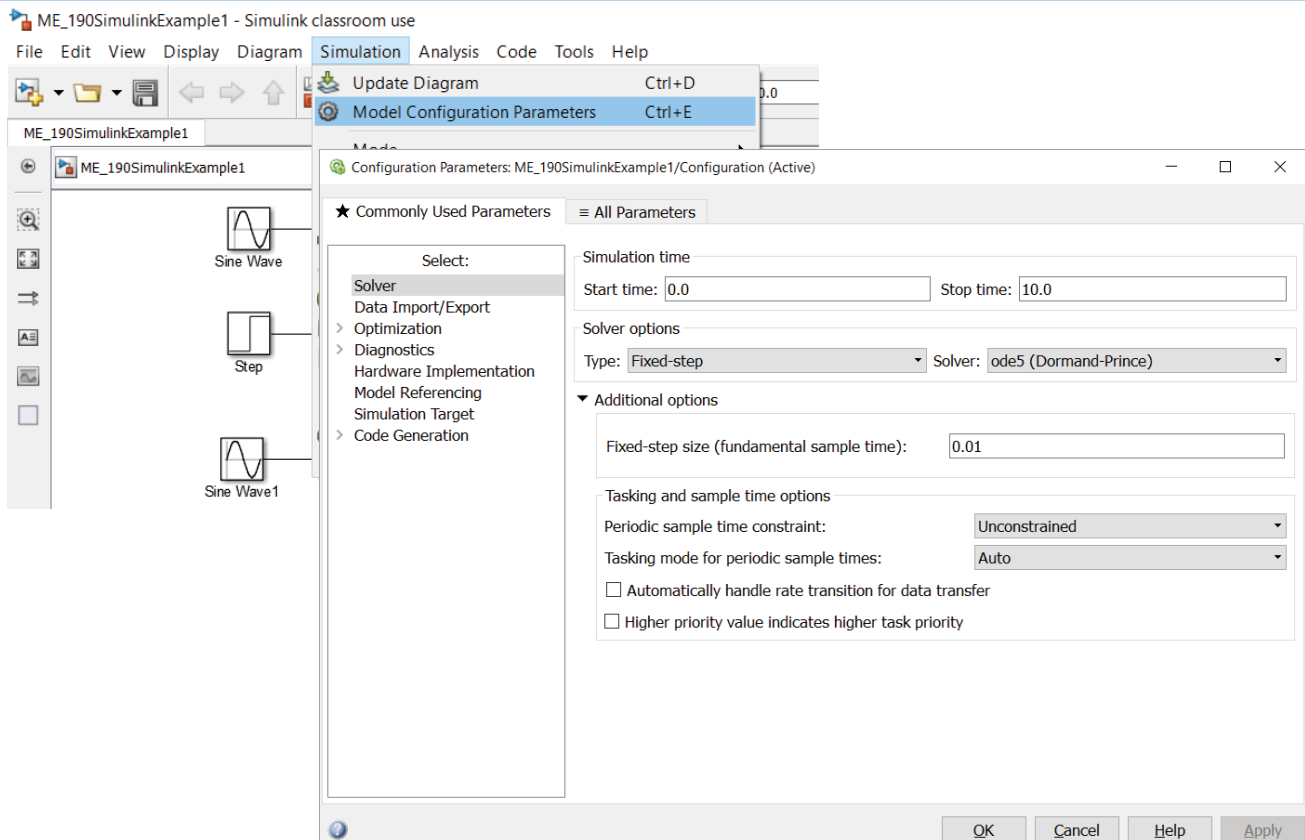 ME_190SimulinkExample1 - Simulink classroom use
File Edit View Display Diagram Simulation Analysis Code Tools Help
Update Diagram Ctrl+D
Model Configuration Parameters Ctrl+E
0.0
ME_190SimulinkExample1
Mode
ME_190SimulinkExample1
Configuration Parameters: ME_190SimulinkExample1/Configuration (Active)
★ Commonly Used Parameters
≡ All Parameters
Sine Wave
Step
Sine Wave1
Select:
Solver
Data Import/Export
Optimization
Diagnostics
Hardware Implementation
Model Referencing
Simulation Target
Code Generation
Simulation time
Start time: 0.0 Stop time: 10.0
Solver options
Type: Fixed-step Solver: ode5 (Dormand-Prince)
Additional options
Fixed-step size (fundamental sample time): 0.01
Tasking and sample time options
Periodic sample time constraint: Unconstrained
Tasking mode for periodic sample times: Auto
Automatically handle rate transition for data transfer
Higher priority value indicates higher task priority
OK Cancel Help Apply